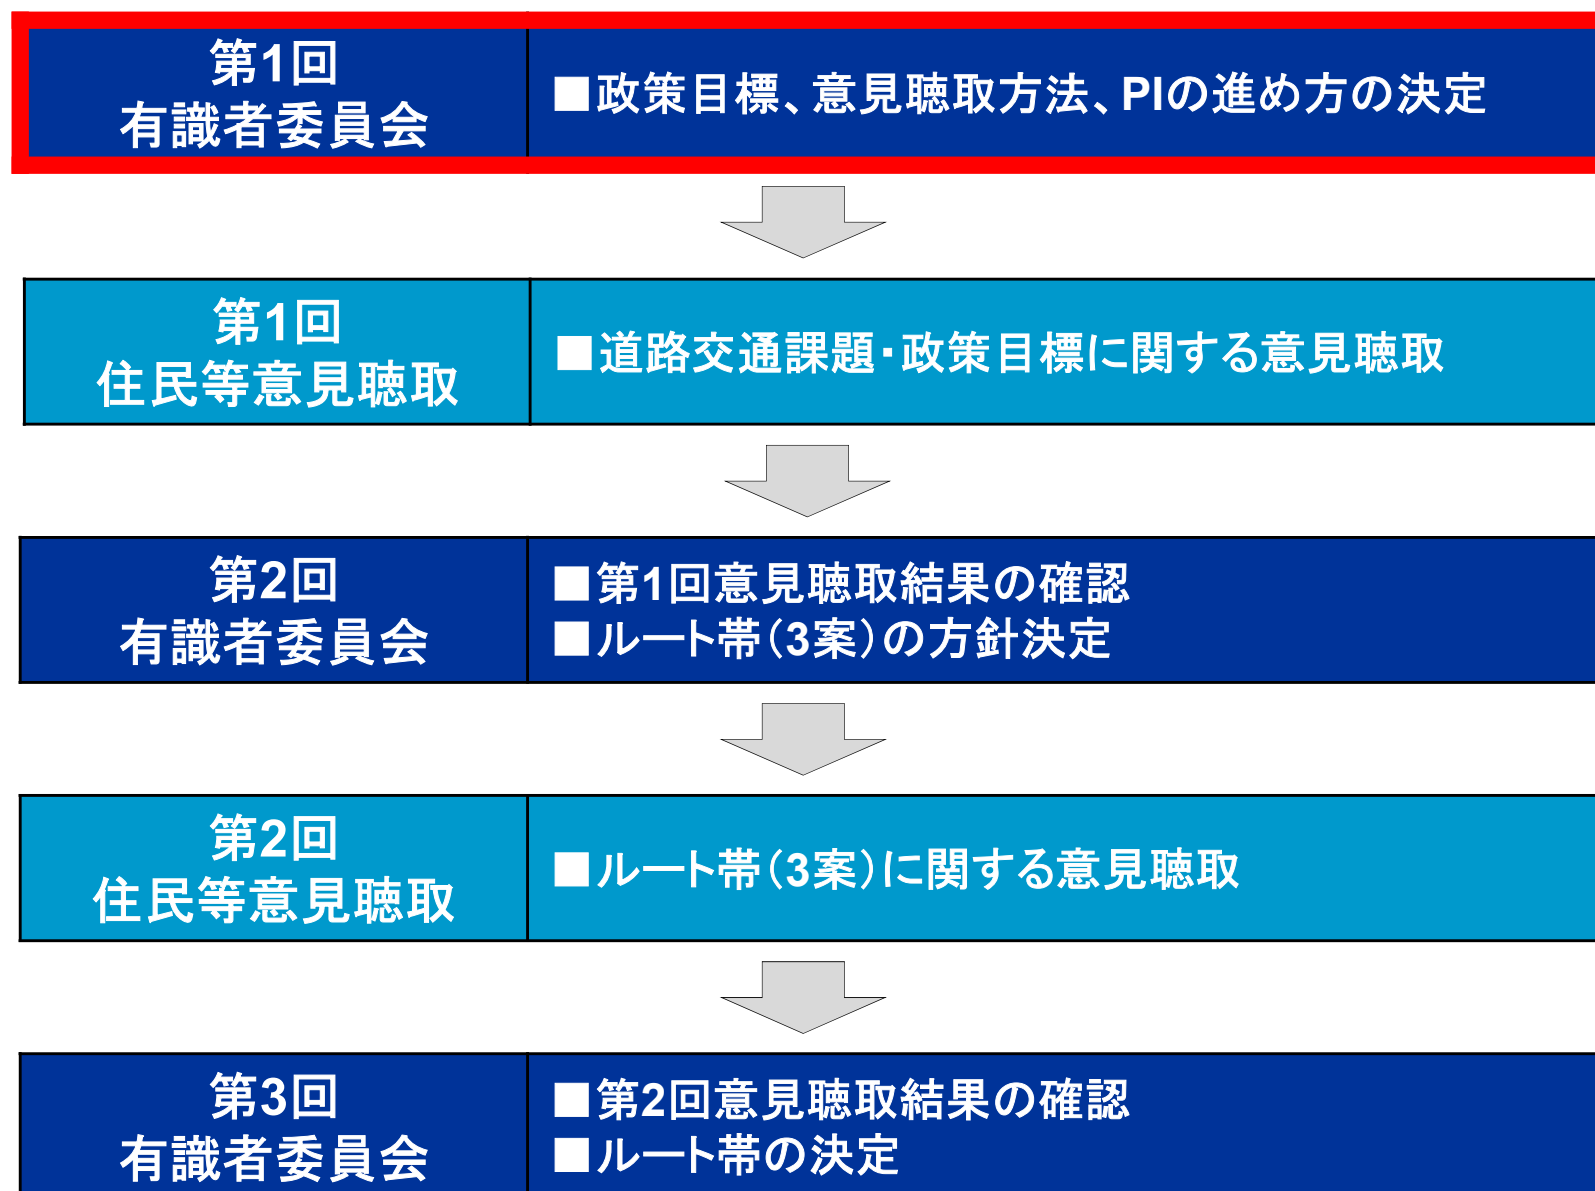 第1回
有識者委員会
■政策目標、意見聴取方法、PIの進め方の決定
第1回
住民等意見聴取
■道路交通課題・政策目標に関する意見聴取
第2回
有識者委員会
■第1回意見聴取結果の確認
■ルート帯(3案)の方針決定
第2回
住民等意見聴取
■ルート帯(3案)に関する意見聴取
第3回
有識者委員会
■第2回意見聴取結果の確認
■ルート帯の決定